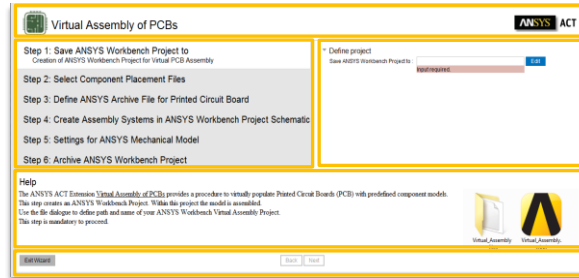 Virtual Assembly of PCBs
ANSYS ACT
Step 1: Save ANSYS Workbench Project to
Creation of ANSYS Workbench Project for Virtual PCB Assembly
Step 2: Select Component Placement Files
Step 3: Define ANSYS Archive File for Printed Circuit Board
Step 4: Create Assembly Systems in ANSYS Workbench Project Schematic
Step 5: Settings for ANSYS Mechanical Model
Step 6: Archive ANSYS Workbench Project
Define project
Save ANSYS Workbench Project to :
Edit
Input required.
Help
The ANSYS ACT Extension Virtual Assembly of PCBs provides a procedure to virtually populate Printed Circuit Boards (PCB) with predefined component models.
This step creates an ANSYS Workbench Project. Within this project the model is assembled.
Use the file dialogue to define path and name of your ANSYS Workbench Virtual Assembly Project.
This step is mandatory to proceed.
Virtual_Assembly
Virtual_Assembly.
Exit Wizard
Back
Next